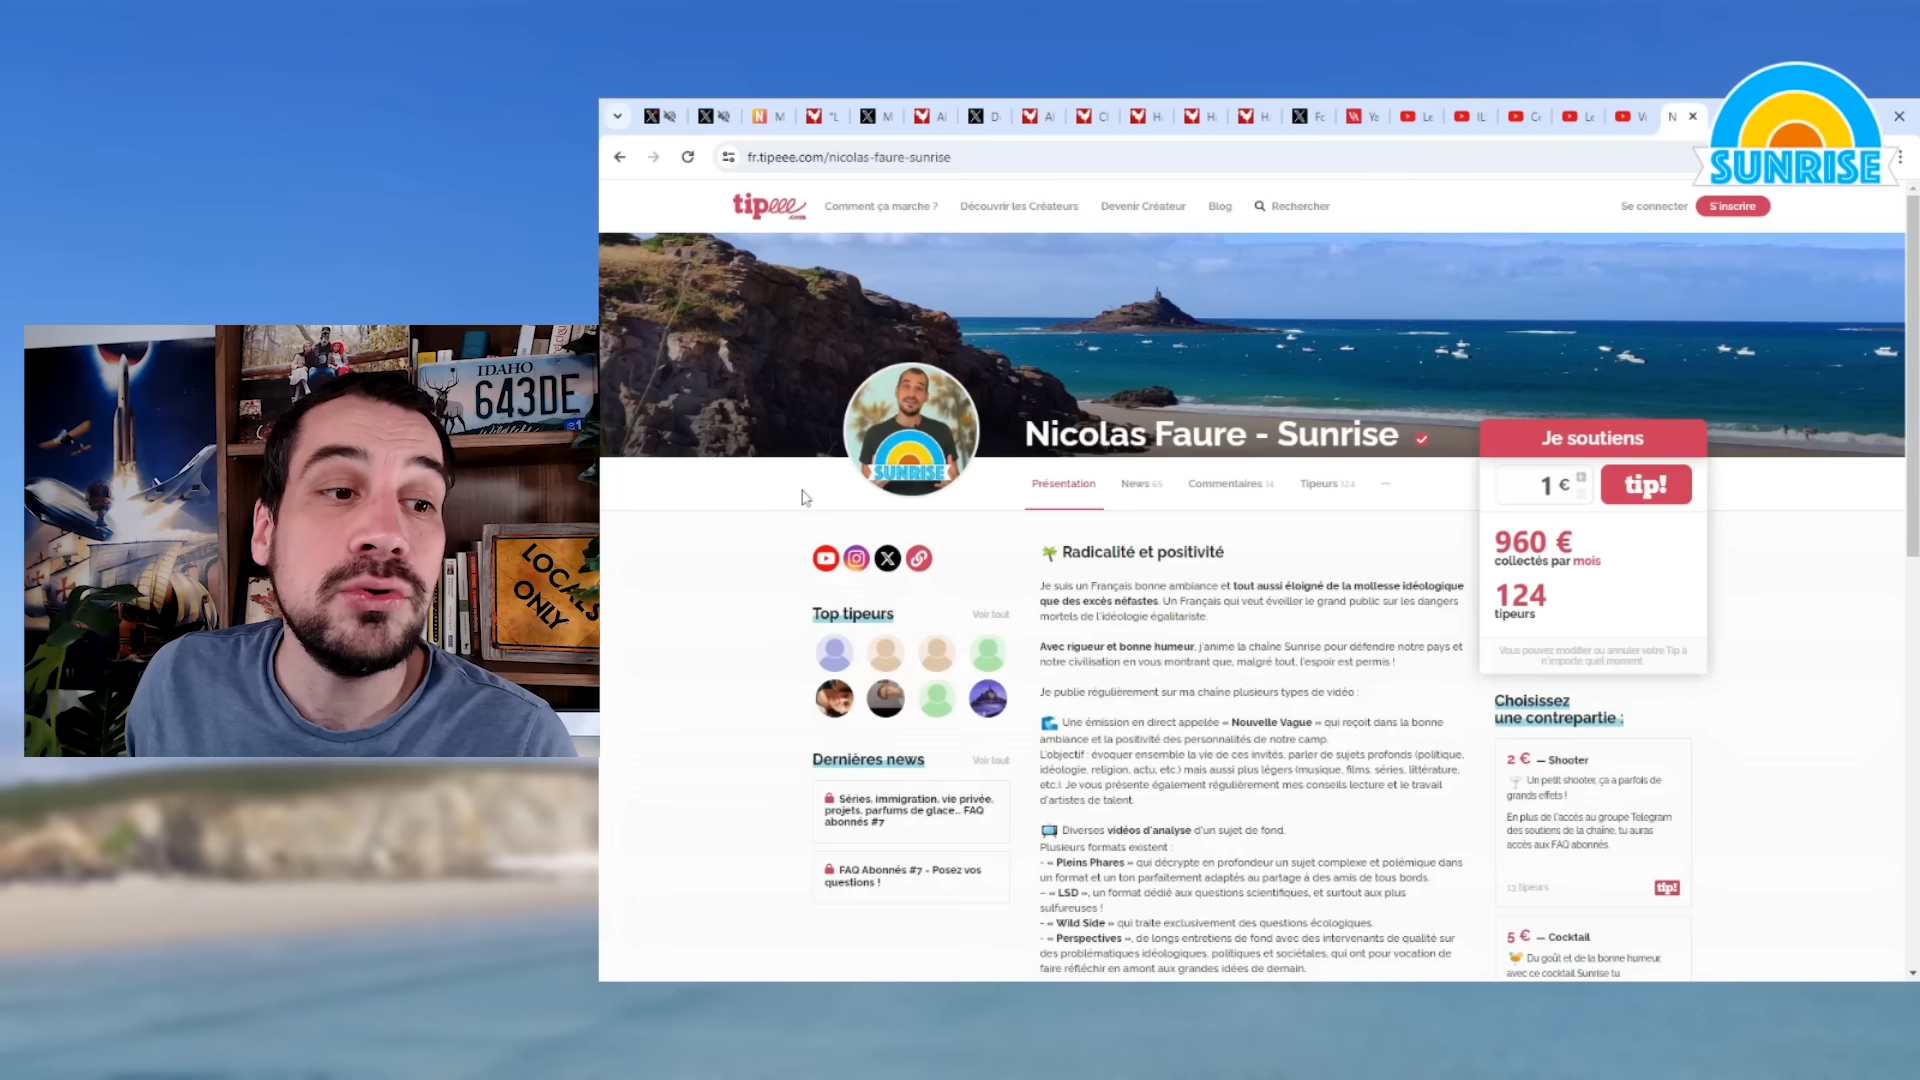 SUNRISE
fr.tipeee.com/nicolas-faure-sunrise
tipeee.com
Comment ça marche ?
Découvrir les Créateurs
Devenir Créateur
Blog
Rechercher
Se connecter
S'inscrire
IDAHO
643DE
LOCALS
ONLY
SUNRISE
Nicolas Faure - Sunrise
Présentation
News 65
Commentaires 14
Tipeurs 124
Je soutiens
1 €
tip!
960 €
collectés par mois
124
tipeurs
Vous pouvez modifier ou annuler votre Tip à
n'importe quel moment.
Top tipeurs
Voir tout
Dernières news
Voir tout
Séries, immigration, vie privée,
projets, parfums de glace... FAQ
abonnés #7
FAQ Abonnés #7 - Posez vos
questions !
Radicalité et positivité
Je suis un Français bonne ambiance et tout aussi éloigné de la mollesse idéologique
que des excès néfastes. Un Français qui veut éveiller le grand public sur les dangers
mortels de l'idéologie égalitariste.
Avec rigueur et bonne humeur, j'anime la chaîne Sunrise pour défendre notre pays et
notre civilisation en vous montrant que, malgré tout, l'espoir est permis !
Je publie régulièrement sur ma chaîne plusieurs types de vidéo :
Une émission en direct appelée « Nouvelle Vague » qui reçoit dans la bonne
ambiance et la positivité des personnalités de notre camp.
L'objectif : évoquer ensemble la vie de ces invités, parler de sujets profonds (politique,
idéologie, religion, actu, etc.) mais aussi plus légers (musique, films, séries, littérature,
etc.). Je vous présente également régulièrement mes conseils lecture et le travail
d'artistes de talent.
Diverses vidéos d'analyse d'un sujet de fond.
Plusieurs formats existent :
- « Pleins Phares » qui décrypte en profondeur un sujet complexe et polémique dans
un format et un ton parfaitement adaptés au partage à des amis de tous bords.
– « LSD », un format dédié aux questions scientifiques, et surtout aux plus
sulfureuses !
- « Wild Side » qui traite exclusivement des questions écologiques.
- « Perspectives », de longs entretiens de fond avec des intervenants de qualité sur
des problématiques idéologiques, politiques et sociétales, qui ont pour vocation de
faire réfléchir en amont aux grandes idées de demain.
Choisissez
une contrepartie :
2 € — Shooter
Un petit shooter, ça a parfois de
grands effets !
En plus de l'accès au groupe Telegram
des soutiens de la chaîne, tu auras
accès aux FAQ abonnés.
13 tipeurs
tip!
5 € — Cocktail
Du goût et de la bonne humeur,
avec ce cocktail Sunrise tu